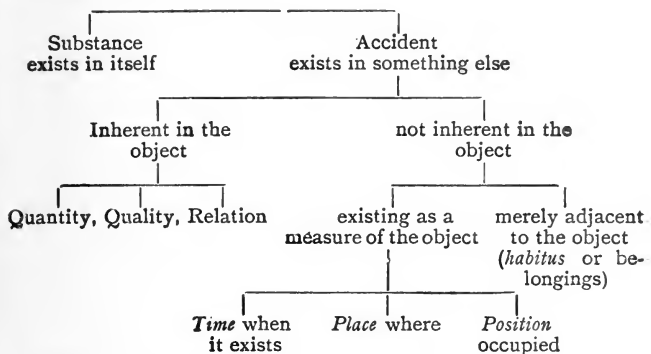 Substance
exists in itself
Accident
exists in something else
Inherent in the
object
not inherent in the
object
Quantity, Quality, Relation
existing as a
measure of the object
merely adjacent
to the object
(habitus or be-
longings)
Time when
it exists
Place where
Position
occupied